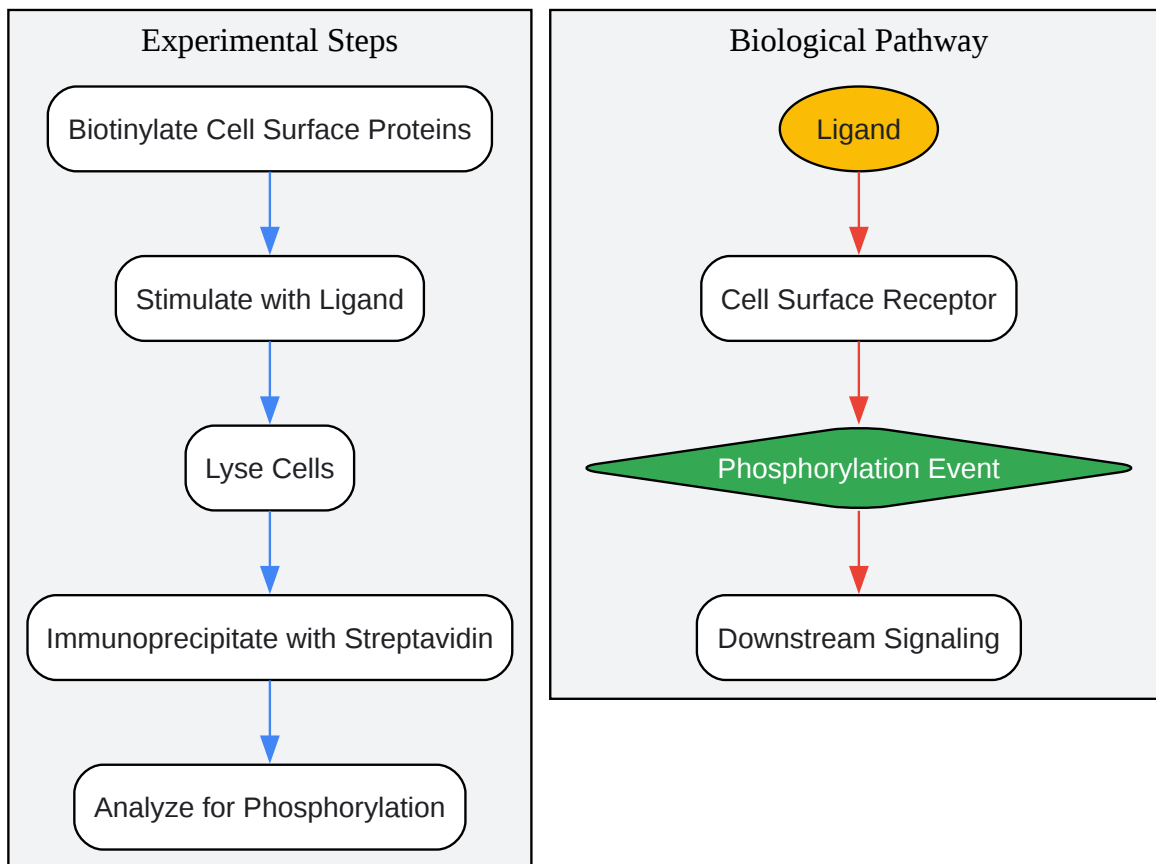 Experimental Steps
Biotinylate Cell Surface Proteins
Stimulate with Ligand
Lyse Cells
Immunoprecipitate with Streptavidin
Analyze for Phosphorylation
Biological Pathway
Ligand
Cell Surface Receptor
Phosphorylation Event
Downstream Signaling